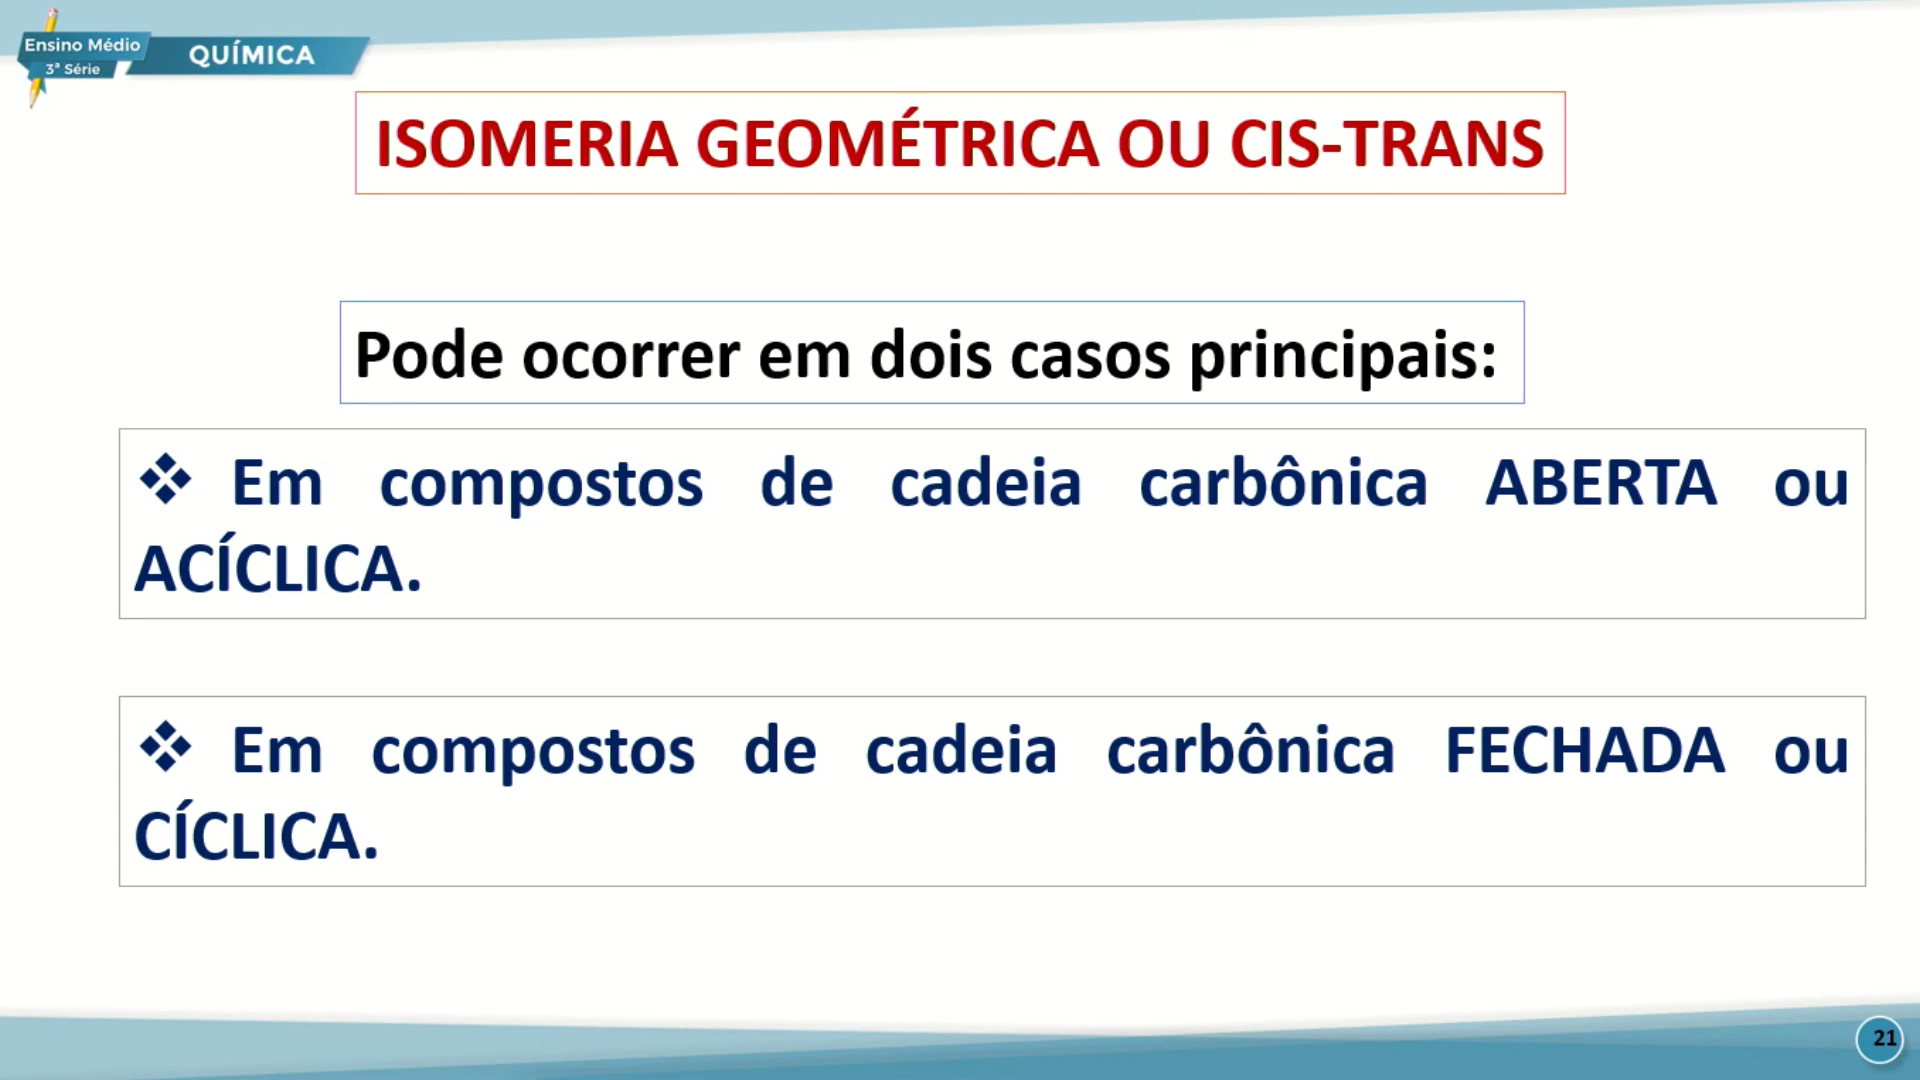 Ensino Médio
3ª Série
QUÍMICA
ISOMERIA GEOMÉTRICA OU CIS-TRANS
Pode ocorrer em dois casos principais:
❖ Em compostos de cadeia carbônica ABERTA ou
ACÍCLICA.
❖ Em compostos de cadeia carbônica FECHADA ou
CÍCLICA.
21